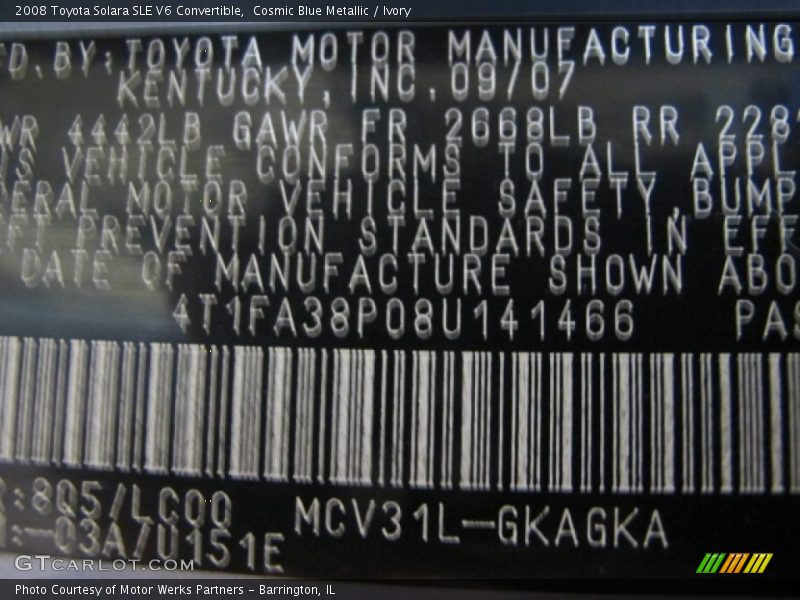 2008 Toyota Solara SLE V6 Convertible,  Cosmic Blue Metallic / Ivory
FD.BY:TOYOTA MOTOR MANUFACTURING
KENTUCKY,INC.09/07
WR 4442LB GAWR FR 2668LB RR 228
IS VEHICLE CONFORMS TO ALL APPL
ERAL MOTOR VEHICLE SAFETY,BUMP
FT PREVENTION STANDARDS IN EFF
DATE OF MANUFACTURE SHOWN ABO
4T1FA38P08U141466 PAS
:8Q5/LC00 MCV31L-GKAGKA
:-03A/U151E
GTCARLOT.COM
Photo Courtesy of Motor Werks Partners - Barrington, IL